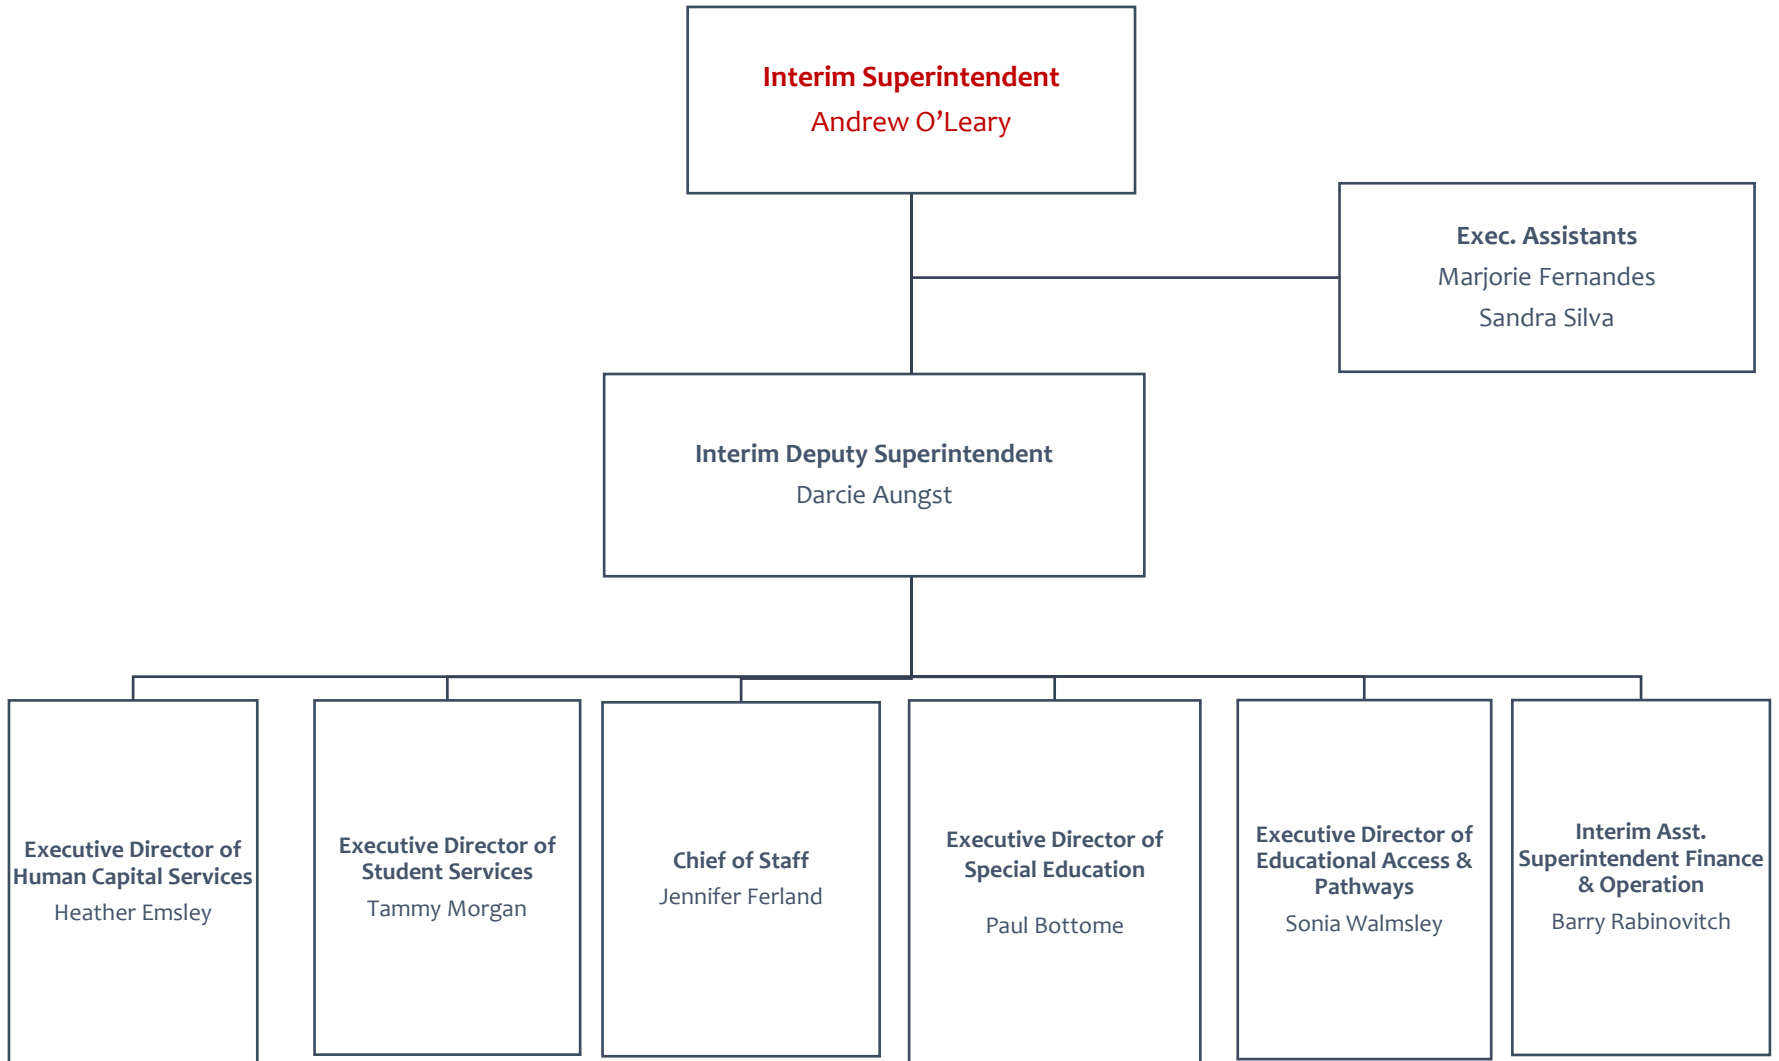 Interim Superintendent
Andrew O’Leary
Exec. Assistants
Marjorie Fernandes
Sandra Silva
Interim Deputy Superintendent
Darcie Aungst
Executive Director of
Human Capital Services
Heather Emsley
Executive Director of
Student Services
Tammy Morgan
Chief of Staff
Jennifer Ferland
Executive Director of
Special Education
Paul Bottome
Executive Director of
Educational Access &
Pathways
Sonia Walmsley
Interim Asst.
Superintendent Finance
& Operation
Barry Rabinovitch